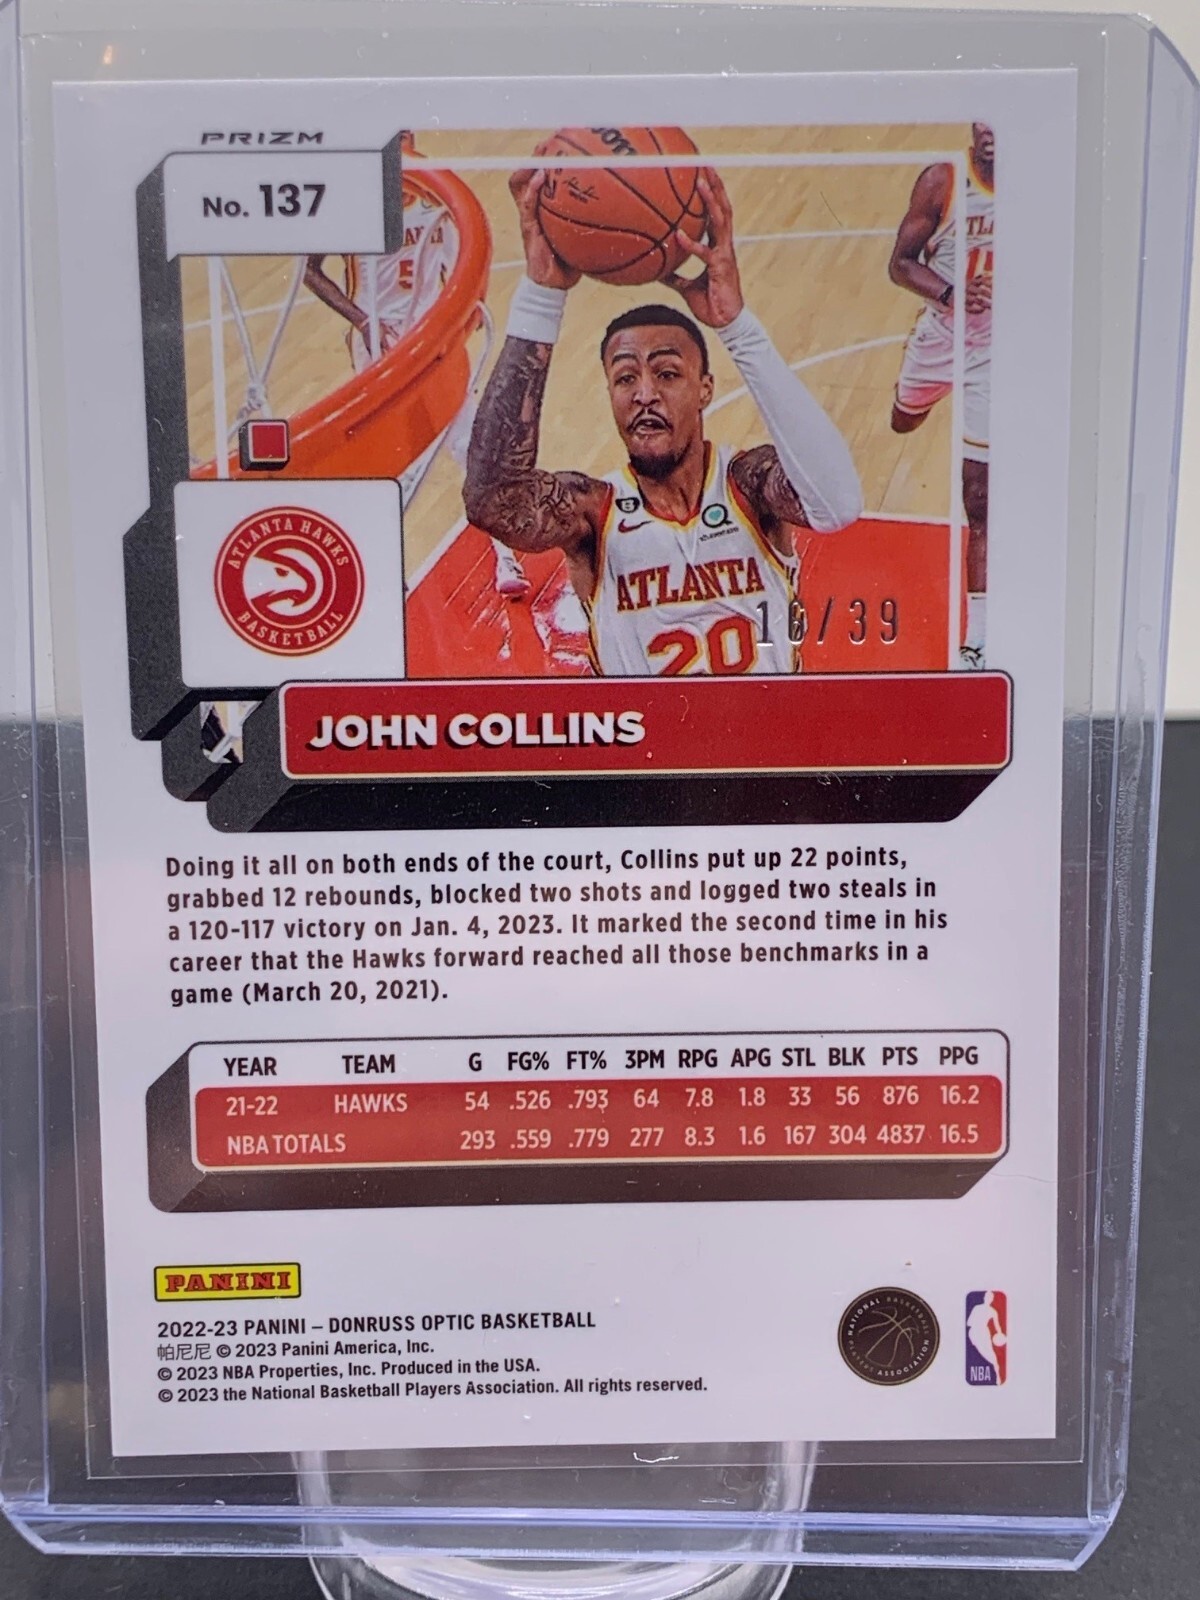 PRIZM
No. 137
ATLANTA HAWKS
BASKETBALL
ATLANTA
20
/39
JOHN COLLINS
Doing it all on both ends of the court, Collins put up 22 points,
grabbed 12 rebounds, blocked two shots and logged two steals in
a 120-117 victory on Jan. 4, 2023. It marked the second time in his
career that the Hawks forward reached all those benchmarks in a
game (March 20, 2021).
YEAR TEAM G FG% FT% 3PM RPG APG STL BLK PTS PPG
21-22 HAWKS 54 .526 .793 64 7.8 1.8 33 56 876 16.2
NBA TOTALS 293 .559 .779 277 8.3 1.6 167 304 4837 16.5
PANINI
2022-23 PANINI – DONRUSS OPTIC BASKETBALL
帕尼尼 © 2023 Panini America, Inc.
© 2023 NBA Properties, Inc. Produced in the USA.
© 2023 the National Basketball Players Association. All rights reserved.
NATIONAL BASKETBALL
PLAYERS ASSOCIATION
NBA